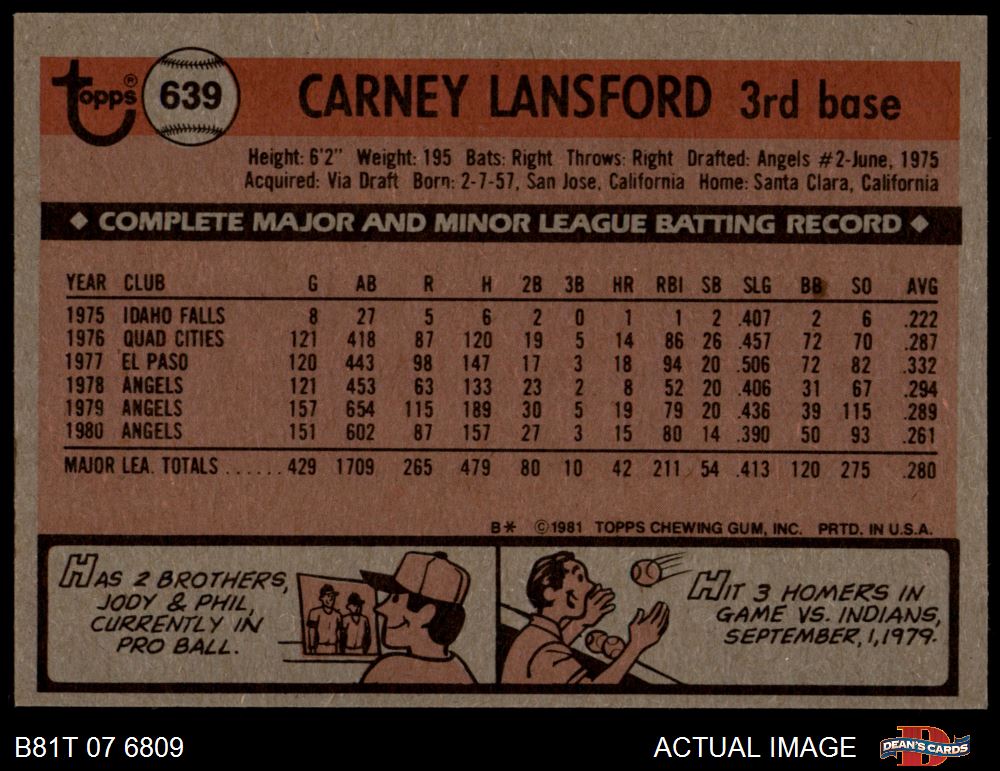 Topps® 639 CARNEY LANSFORD 3rd base
Height: 6'2" Weight: 195 Bats: Right Throws: Right Drafted: Angels #2-June, 1975
Acquired: Via Draft Born: 2-7-57, San Jose, California Home: Santa Clara, California
◆ COMPLETE MAJOR AND MINOR LEAGUE BATTING RECORD ◆
YEAR CLUB G AB R H 2B 3B HR RBI SB SLG BB SO AVG
1975 IDAHO FALLS 8 27 5 6 2 0 1 1 2 .407 2 6 .222
1976 QUAD CITIES 121 418 87 120 19 5 14 86 26 .457 72 70 .287
1977 EL PASO 120 443 98 147 17 3 18 94 20 .506 72 82 .332
1978 ANGELS 121 453 63 133 23 2 8 52 20 .406 31 67 .294
1979 ANGELS 157 654 115 189 30 5 19 79 20 .436 39 115 .289
1980 ANGELS 151 602 87 157 27 3 15 80 14 .390 50 93 .261
MAJOR LEA. TOTALS ...... 429 1709 265 479 80 10 42 211 54 .413 120 275 .280
B* ©1981 TOPPS CHEWING GUM, INC. PRTD. IN U.S.A.
HAS 2 BROTHERS,
JODY & PHIL,
CURRENTLY IN
PRO BALL.
HIT 3 HOMERS IN
GAME VS. INDIANS,
SEPTEMBER, 1, 1979.
B81T 07 6809 ACTUAL IMAGE DEAN'S CARDS